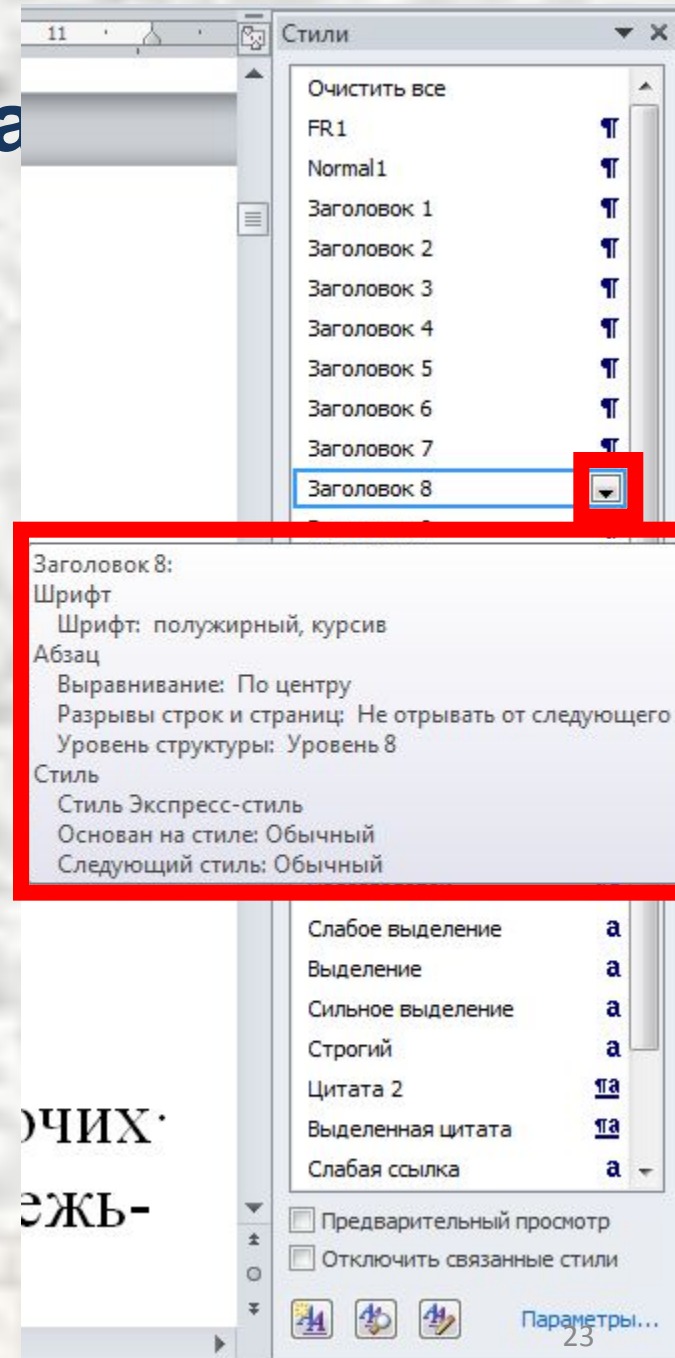 11
Стили
а
Очистить все
FR1 ¶
Normal1 ¶
Заголовок 1 ¶
Заголовок 2 ¶
Заголовок 3 ¶
Заголовок 4 ¶
Заголовок 5 ¶
Заголовок 6 ¶
Заголовок 7 ¶
Заголовок 8
Заголовок 8:
Шрифт
Шрифт: полужирный, курсив
Абзац
Выравнивание: По центру
Разрывы строк и страниц: Не отрывать от следующего
Уровень структуры: Уровень 8
Стиль
Стиль Экспресс-стиль
Основан на стиле: Обычный
Следующий стиль: Обычный
Слабое выделение a
Выделение a
Сильное выделение a
Строгий a
Цитата 2 ¶a
Выделенная цитата ¶a
Слабая ссылка a
очих·
ежь-
Предварительный просмотр
Отключить связанные стили
Параметры...
23